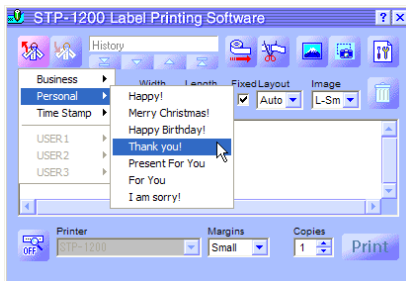 STP-1200 Label Printing Software
History
Width Length Fixed Layout Image
Auto L-Sm
Business
Personal
Time Stamp
USER1
USER2
USER3
Happy!
Merry Christmas!
Happy Birthday!
Thank you!
Present For You
For You
I am sorry!
Printer Margins Copies
OFF STP-1200 Small 1 Print